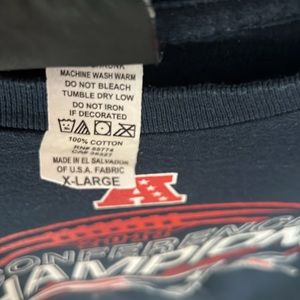 MACHINE WASH WARM
DO NOT BLEACH
TUMBLE DRY LOW
DO NOT IRON
IF DECORATED
100% COTTON
MADE IN EL SALVADOR
OF U.S.A. FABRIC
X-LARGE
A
CONFERENCE